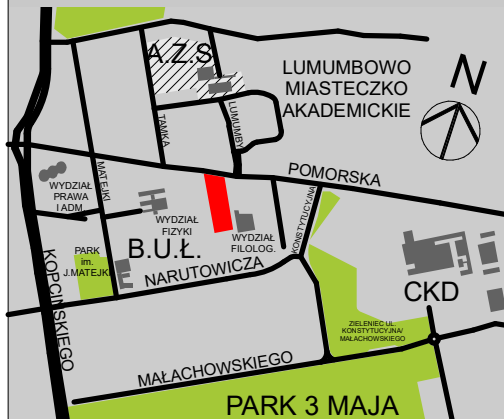 A.Z.S
LUMUMBOWO
MIASTECZKO
AKADEMICKIE
N
TAMKA
LUMUMBY
MATEJKI
POMORSKA
WYDZIAŁ
PRAWA
I ADM.
WYDZIAŁ
FIZYKI
WYDZIAŁ
FILOLOG.
KONSTYTUCYJNA
B.U.Ł.
PARK
im.
J.MATEJKI
NARUTOWICZA
KOPCIŃSKIEGO
CKD
ZIELENIEC UL.
KONSTYTUCYJNA/
MAŁACHOWSKIEGO
MAŁACHOWSKIEGO
PARK 3 MAJA